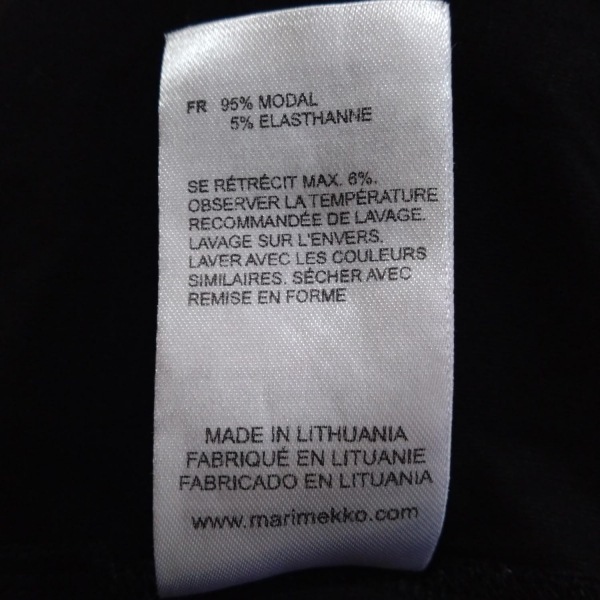 FR 95% MODAL
5% ELASTHANNE
SE RÉTRÉCIT MAX. 6%.
OBSERVER LA TEMPÉRATURE
RECOMMANDÉE DE LAVAGE.
LAVAGE SUR L'ENVERS.
LAVER AVEC LES COULEURS
SIMILAIRES. SÉCHER AVEC
REMISE EN FORME
MADE IN LITHUANIA
FABRIQUÉ EN LITUANIE
FABRICADO EN LITUANIA
www.marimekko.com